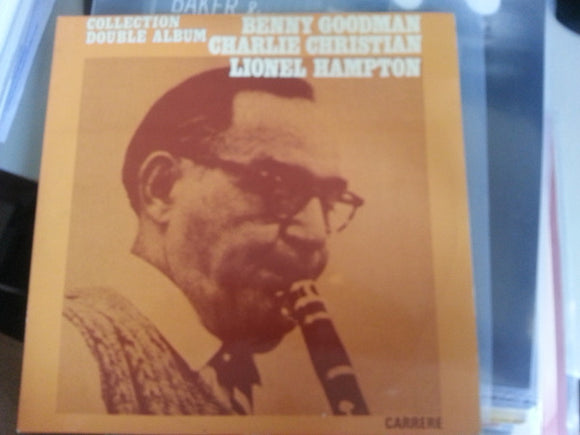 BAKER &
COLLECTION
DOUBLE ALBUM
BENNY GOODMAN
CHARLIE CHRISTIAN
LIONEL HAMPTON
CARRERE